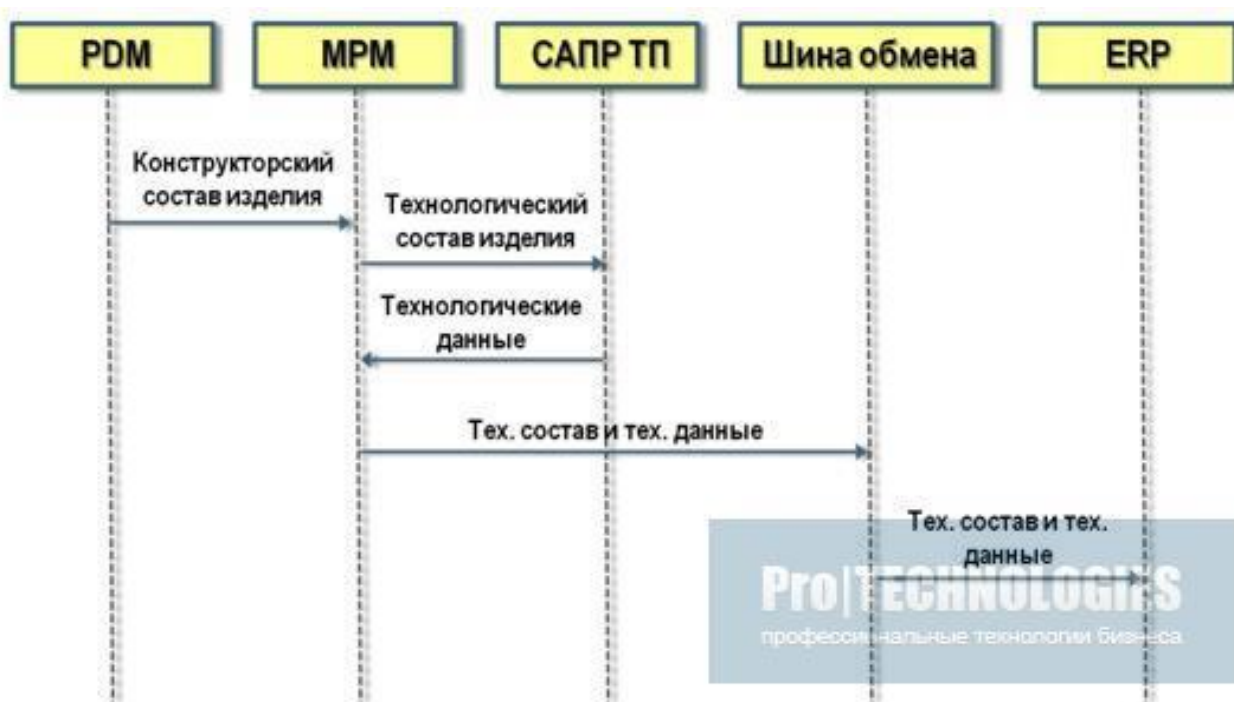 PDM
MPM
САПР ТП
Шина обмена
ERP
Конструкторский
состав изделия
Технологический
состав изделия
Технологические
данные
Тех. состав и тех. данные
Тех. состав и тех.
данные
Pro|TECHNOLOGIES
профессиональные технологии бизнеса